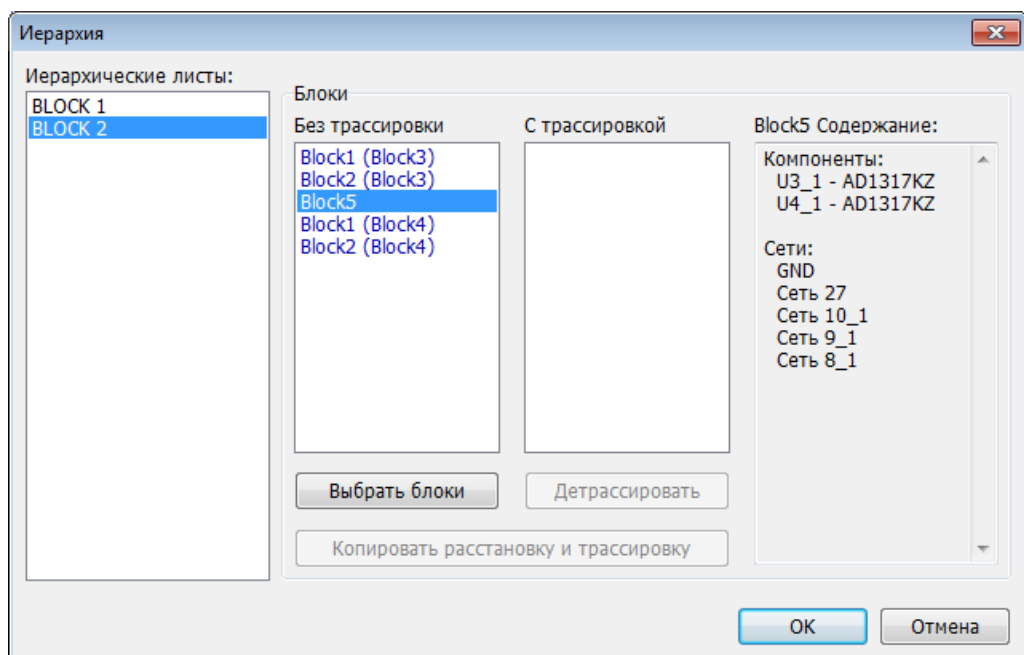 Иерархия
Иерархические листы:
BLOCK 1
BLOCK 2
Блоки
Без трассировки
Block1 (Block3)
Block2 (Block3)
Block5
Block1 (Block4)
Block2 (Block4)
С трассировкой
Block5 Содержание:
Компоненты:
U3_1 - AD1317KZ
U4_1 - AD1317KZ
Сети:
GND
Сеть 27
Сеть 10_1
Сеть 9_1
Сеть 8_1
Выбрать блоки
Детрассировать
Копировать расстановку и трассировку
OK
Отмена